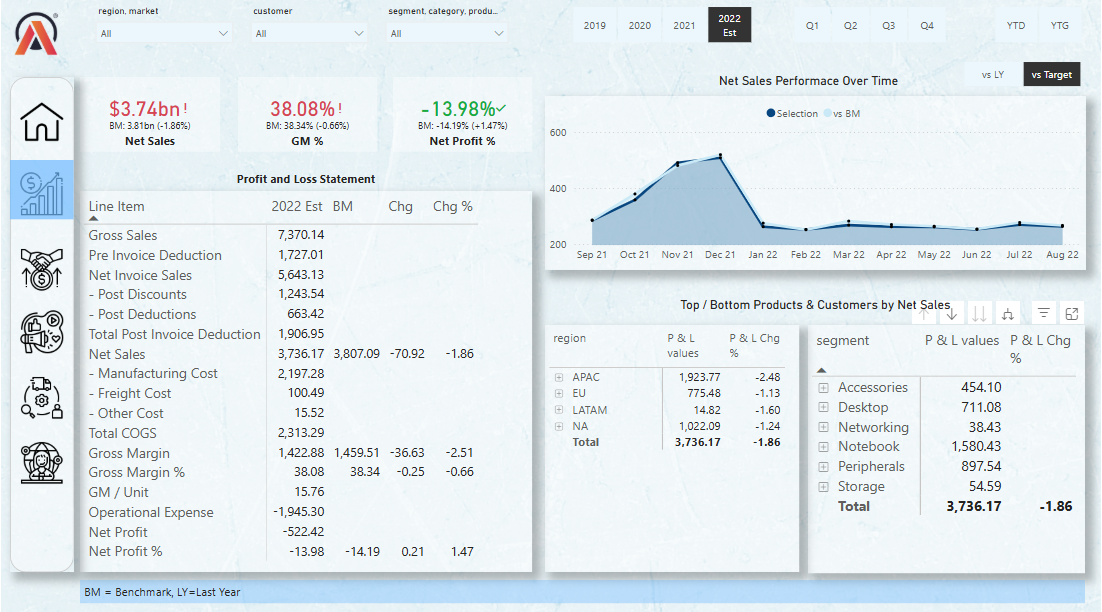 region, market
customer
segment, category, produ...
All
All
All
2019 2020 2021 2022 Est
Q1 Q2 Q3 Q4
YTD YTG
vs LY vs Target
$3.74bn!
BM: 3.81bn (-1.86%)
Net Sales
38.08%!
BM: 38.34% (-0.66%)
GM %
-13.98%✓
BM: -14.19% (+1.47%)
Net Profit %
Net Sales Performace Over Time
Selection vs BM
600
400
200
Sep 21 Oct 21 Nov 21 Dec 21 Jan 22 Feb 22 Mar 22 Apr 22 May 22 Jun 22 Jul 22 Aug 22
Profit and Loss Statement
Line Item 2022 Est BM Chg Chg %
Gross Sales 7,370.14
Pre Invoice Deduction 1,727.01
Net Invoice Sales 5,643.13
- Post Discounts 1,243.54
- Post Deductions 663.42
Total Post Invoice Deduction 1,906.95
Net Sales 3,736.17 3,807.09 -70.92 -1.86
- Manufacturing Cost 2,197.28
- Freight Cost 100.49
- Other Cost 15.52
Total COGS 2,313.29
Gross Margin 1,422.88 1,459.51 -36.63 -2.51
Gross Margin % 38.08 38.34 -0.25 -0.66
GM / Unit 15.76
Operational Expense -1,945.30
Net Profit -522.42
Net Profit % -13.98 -14.19 0.21 1.47
Top / Bottom Products & Customers by Net Sales
region P & L values P & L Chg %
APAC 1,923.77 -2.48
EU 775.48 -1.13
LATAM 14.82 -1.60
NA 1,022.09 -1.24
Total 3,736.17 -1.86
segment P & L values P & L Chg %
Accessories 454.10
Desktop 711.08
Networking 38.43
Notebook 1,580.43
Peripherals 897.54
Storage 54.59
Total 3,736.17 -1.86
BM = Benchmark, LY=Last Year